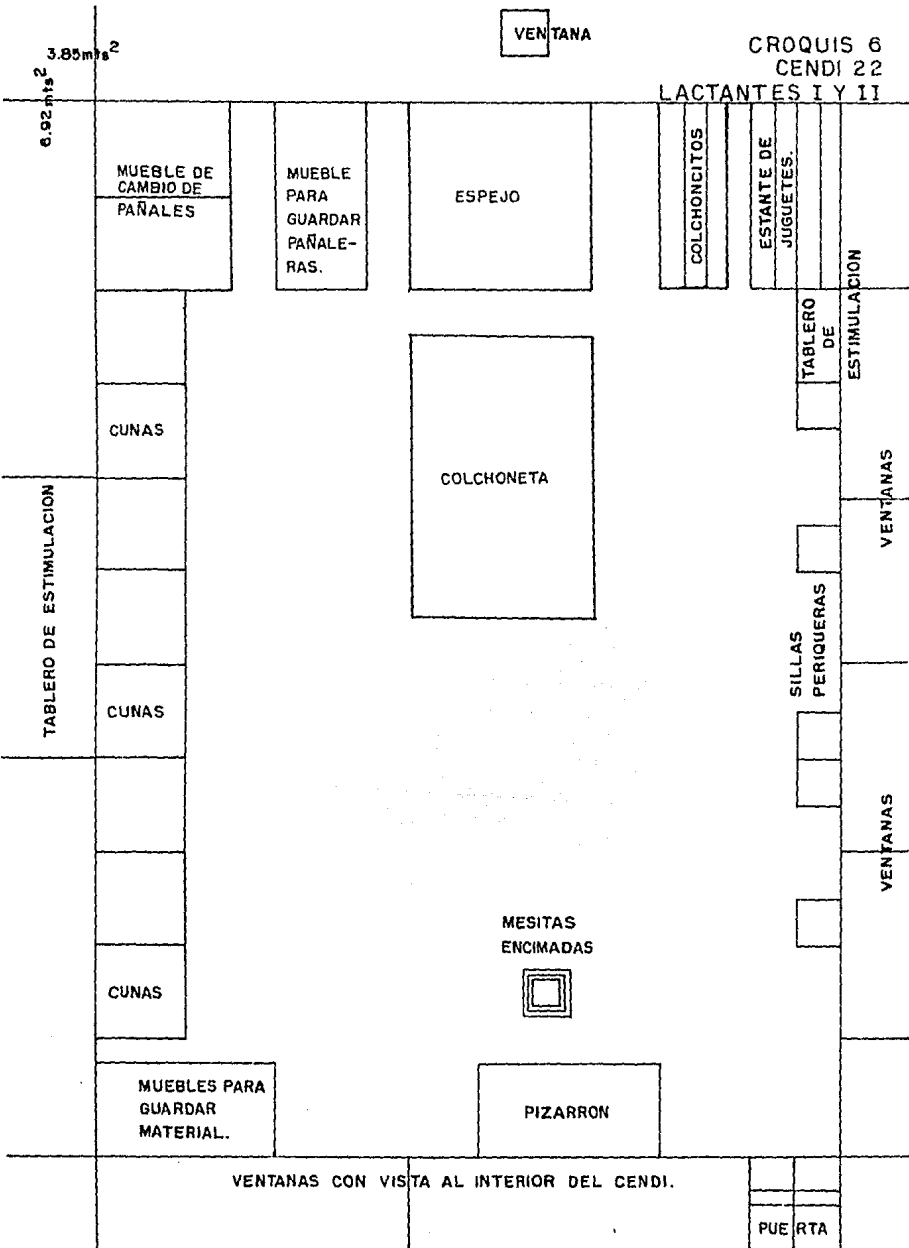 3.85mts²
6.92mts²
VENTANA
CROQUIS 6
CENDI 22
LACTANTES I Y II
MUEBLE DE
CAMBIO DE
PAÑALES
MUEBLE
PARA
GUARDAR
PAÑALE-
RAS.
ESPEJO
COLCHONCITOS
ESTANTE DE
JUGUETES.
TABLERO
DE
ESTIMULACION
CUNAS
COLCHONETA
VENTANAS
TABLERO DE ESTIMULACION
SILLAS
PERIQUERAS
CUNAS
VENTANAS
MESITAS
ENCIMADAS
CUNAS
MUEBLES PARA
GUARDAR
MATERIAL.
PIZARRON
VENTANAS CON VISTA AL INTERIOR DEL CENDI.
PUERTA